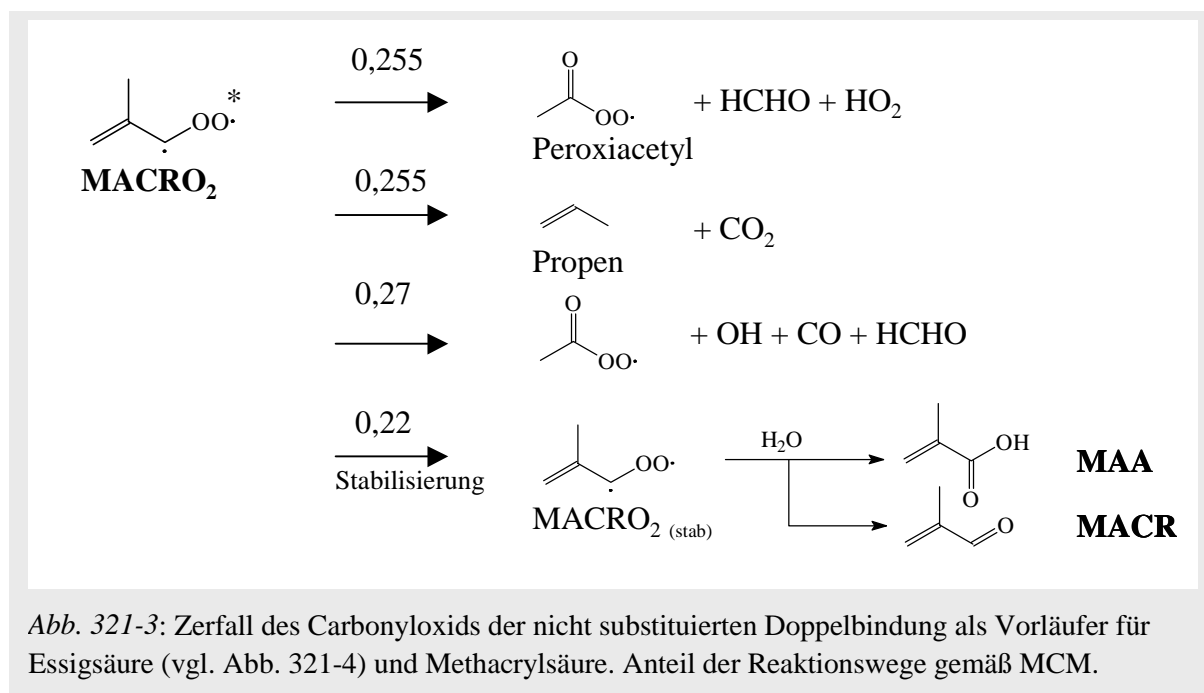 0,255
O
OO·
*
OO·
·
MACRO₂
+ HCHO + HO₂
Peroxiacetyl
0,255
+ CO₂
Propen
0,27
O
OO·
+ OH + CO + HCHO
0,22
Stabilisierung
OO·
·
MACRO₂ (stab)
H₂O
OH
O
MAA
O
MACR
Abb. 321-3: Zerfall des Carbonyloxids der nicht substituierten Doppelbindung als Vorläufer für
Essigsäure (vgl. Abb. 321-4) und Methacrylsäure. Anteil der Reaktionswege gemäß MCM.